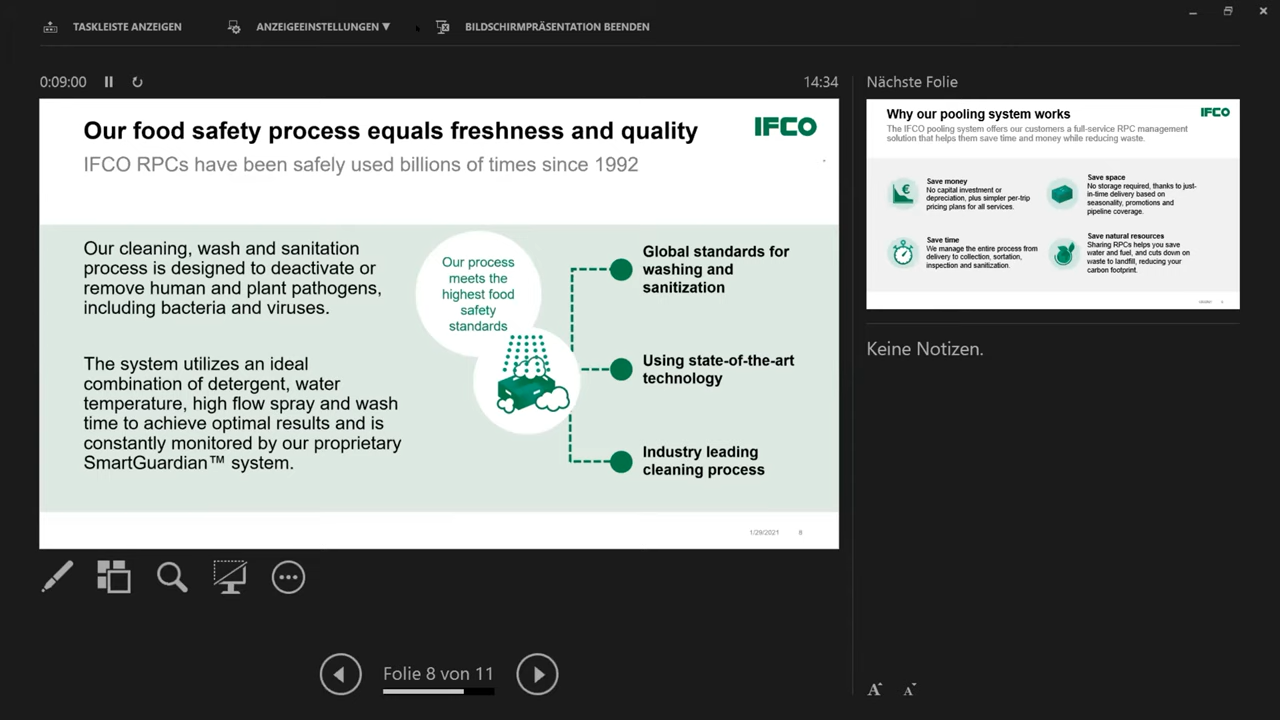 TASKLEISTE ANZEIGEN
ANZEIGEEINSTELLUNGEN ▼
BILDSCHIRMPRÄSENTATION BEENDEN
0:09:00
14:34
Our food safety process equals freshness and quality
IFCO
IFCO RPCs have been safely used billions of times since 1992
Our cleaning, wash and sanitation
process is designed to deactivate or
remove human and plant pathogens,
including bacteria and viruses.
The system utilizes an ideal
combination of detergent, water
temperature, high flow spray and wash
time to achieve optimal results and is
constantly monitored by our proprietary
SmartGuardian™ system.
Our process
meets the
highest food
safety
standards
Global standards for
washing and
sanitization
Using state-of-the-art
technology
Industry leading
cleaning process
1/29/2021 8
Folie 8 von 11
Nächste Folie
Why our pooling system works
IFCO
The IFCO pooling system offers our customers a full-service RPC management
solution that helps them save time and money while reducing waste.
Save money
No capital investment or
depreciation, plus simpler per-trip
pricing plans for all services.
Save space
No storage required, thanks to just-
in-time delivery based on
seasonality, promotions and
pipeline coverage.
Save time
We manage the entire process from
delivery to collection, sortation,
inspection and sanitization.
Save natural resources
Sharing RPCs helps you save
water and fuel, and cuts down on
waste to landfill, reducing your
carbon footprint.
Keine Notizen.
A A